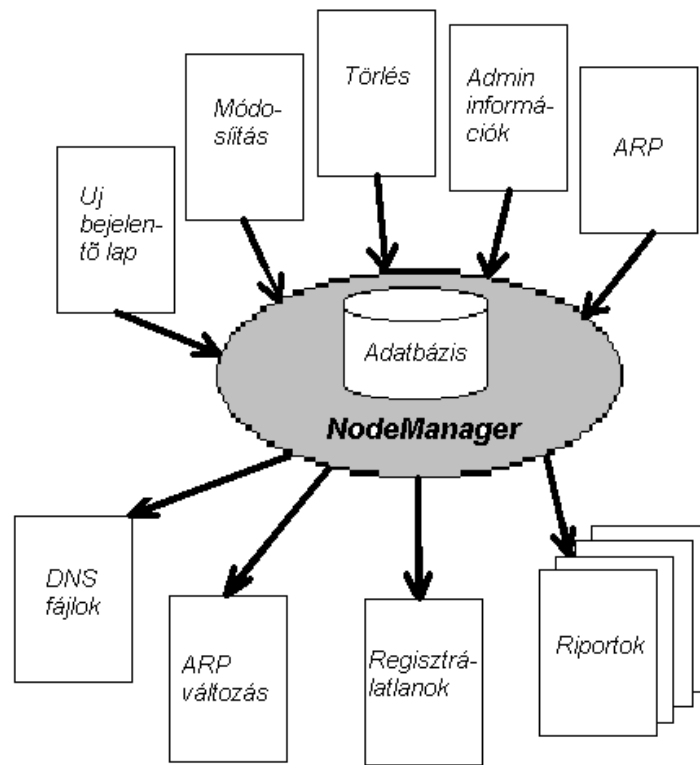 Uj
bejelen-
tő lap
Módo-
síitás
Törlés
Admin
informá-
ciók
ARP
Adatbázis
NodeManager
DNS
fájlok
ARP
változás
Regisztrá-
latlanok
Riportok